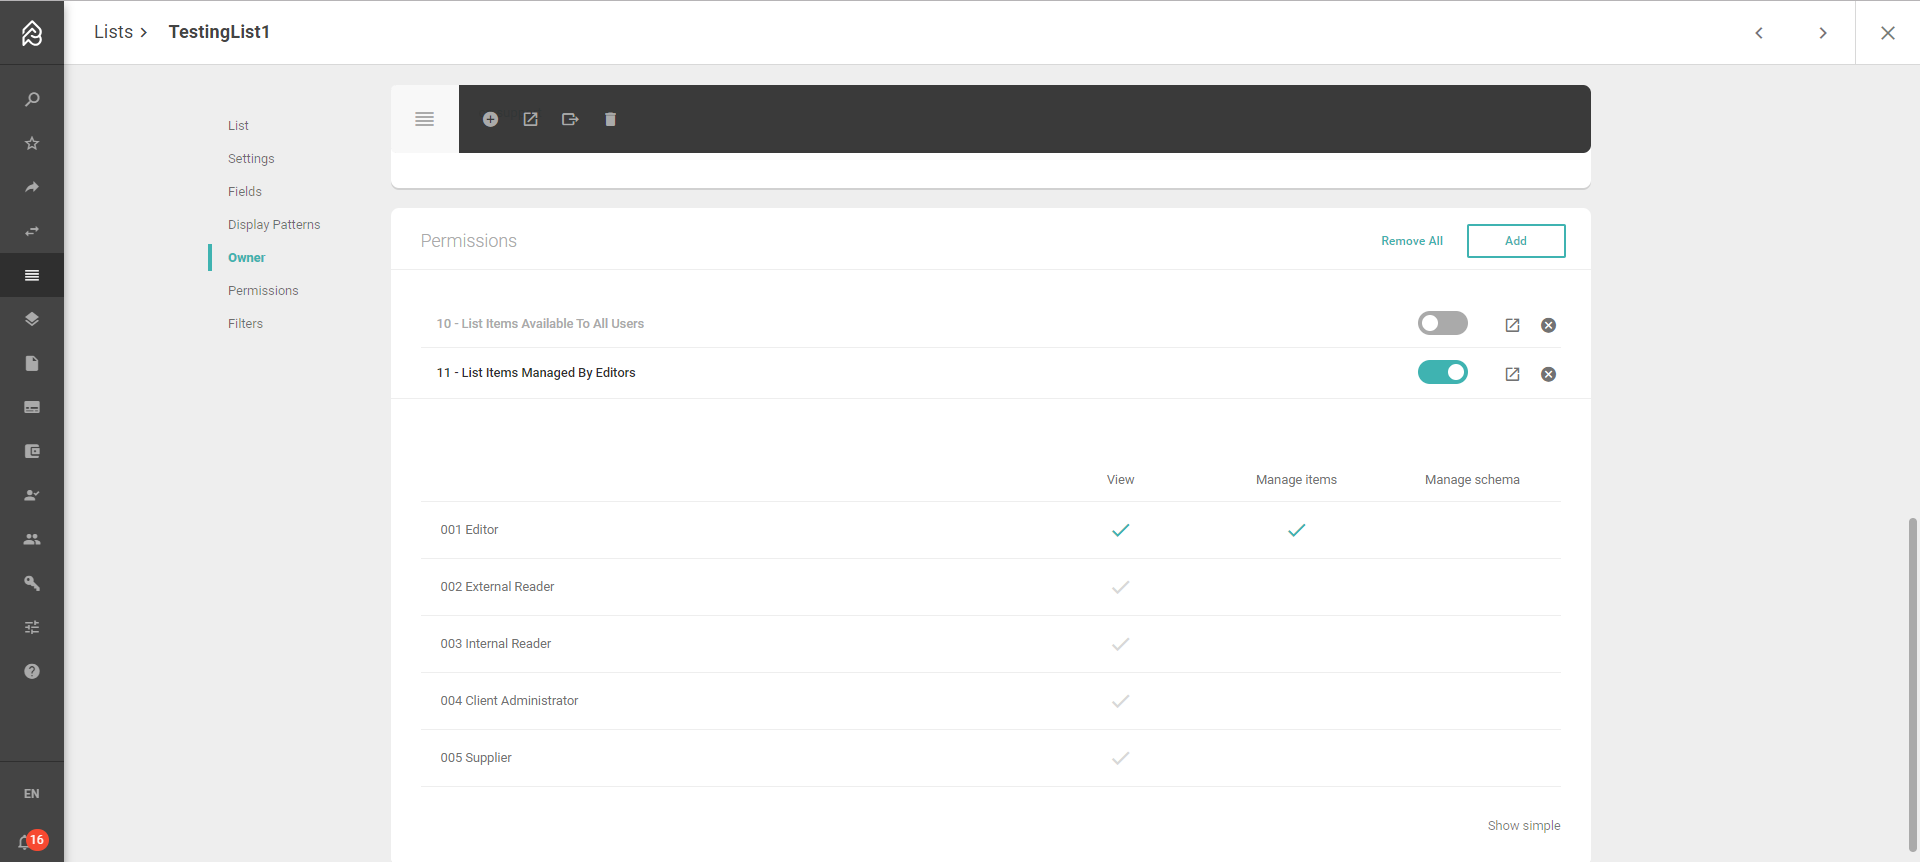 Lists > TestingList1
List
Settings
Fields
Display Patterns
Owner
Permissions
Filters
Permissions
Remove All
Add
10 - List Items Available To All Users
11 - List Items Managed By Editors
View Manage items Manage schema
001 Editor
002 External Reader
003 Internal Reader
004 Client Administrator
005 Supplier
Show simple
EN
16